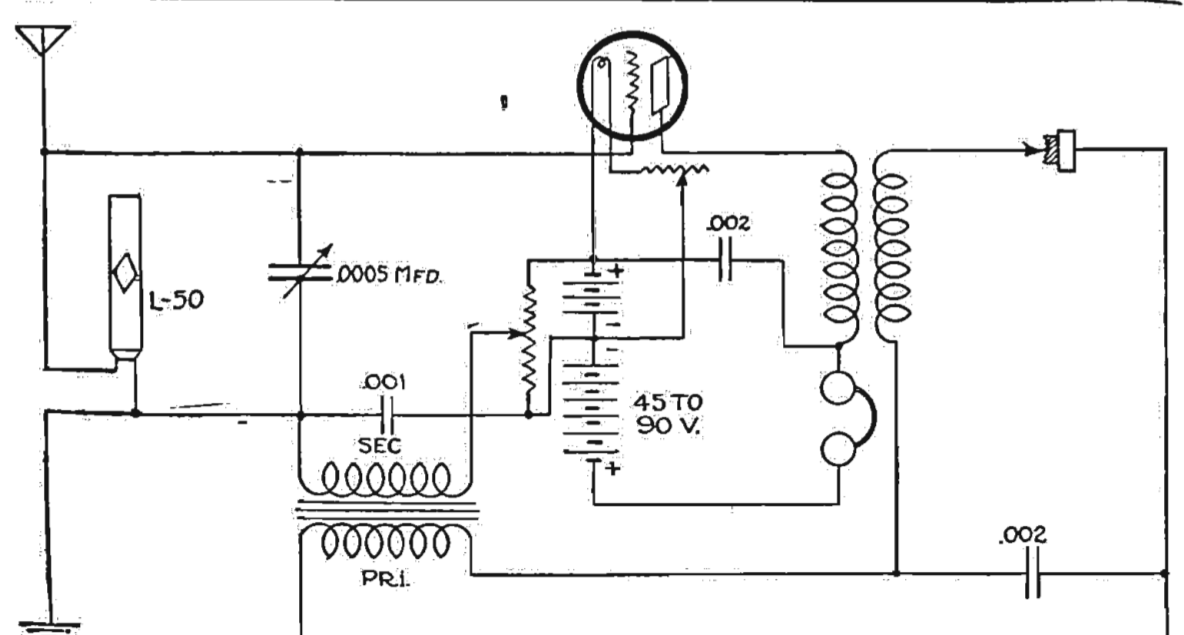 .002
L-50
.0005 MFD.
+
-
-
.001
45 TO
90 V.
SEC
+
.002
PRI.